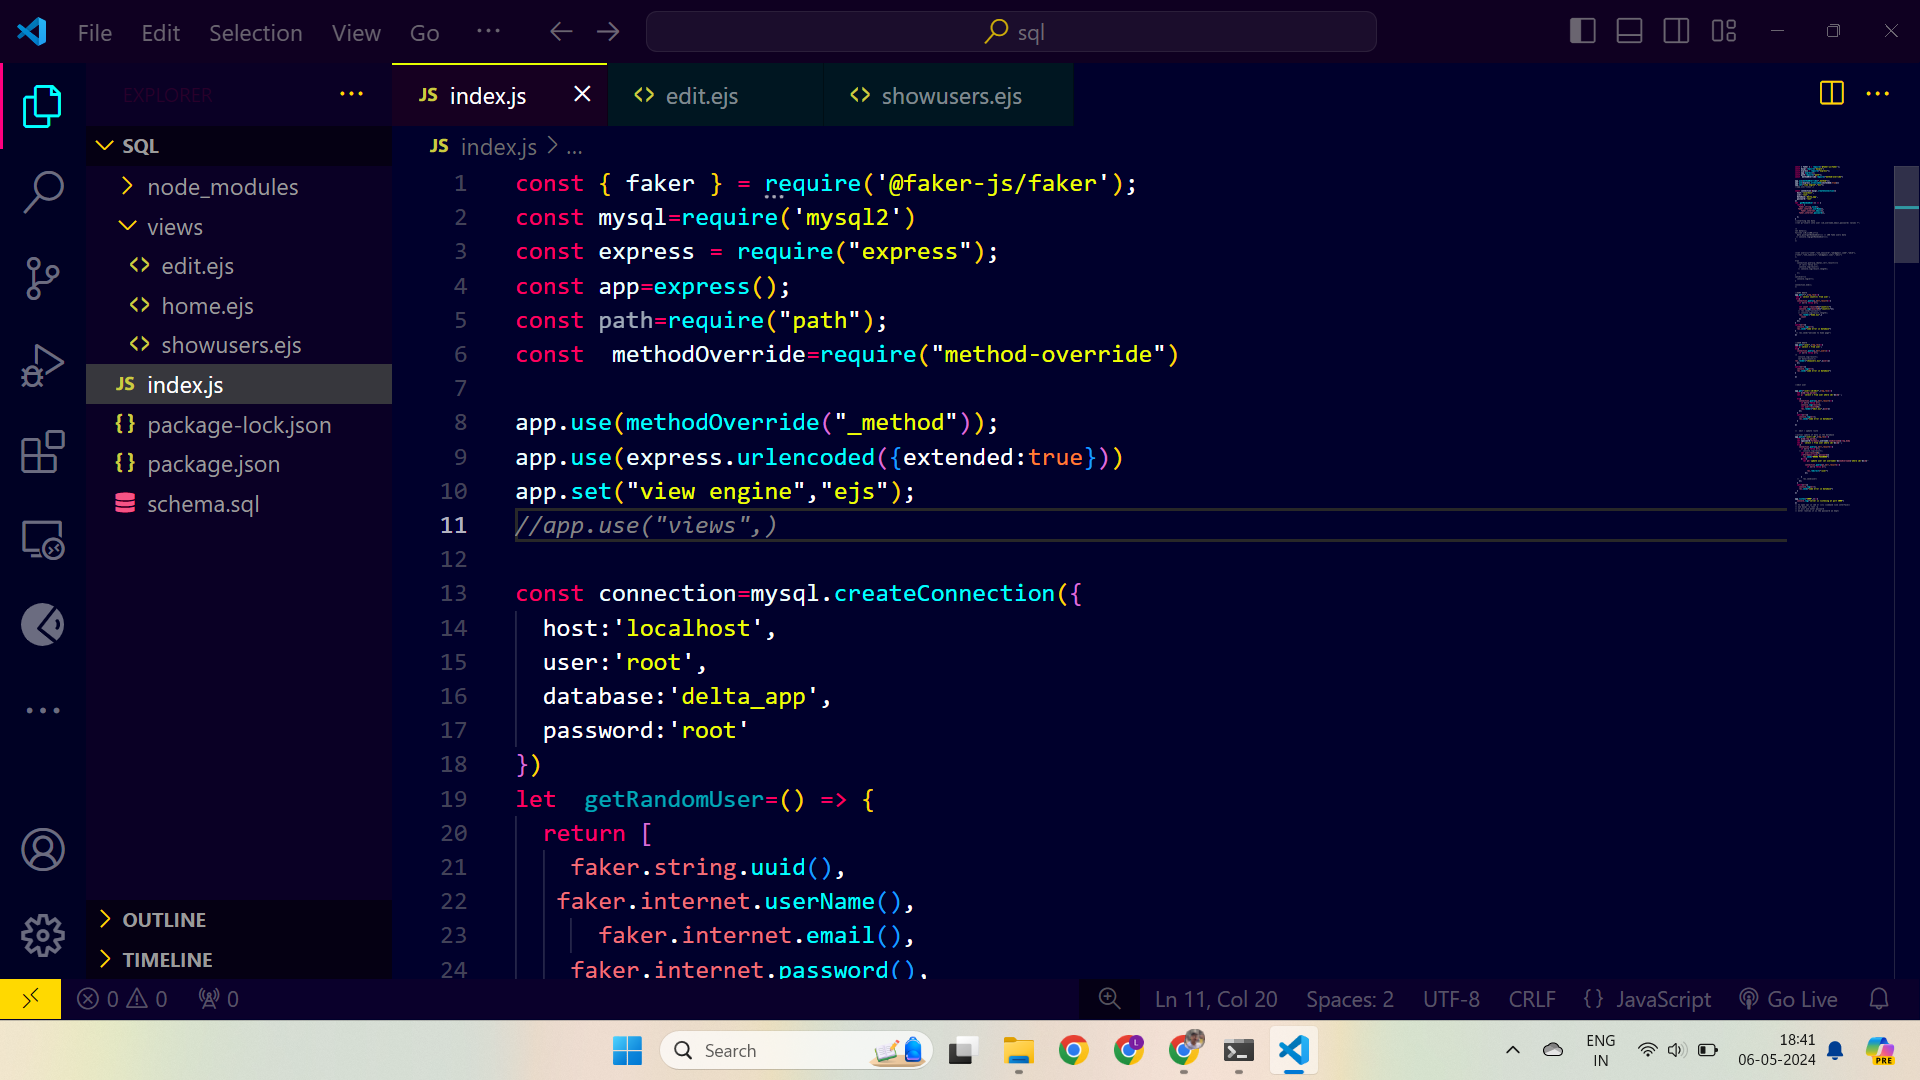 File Edit Selection View Go ··· sql
EXPLORER ···
JS index.js
<> edit.ejs
<> showusers.ejs
SQL
node_modules
views
<> edit.ejs
<> home.ejs
<> showusers.ejs
JS index.js
{} package-lock.json
{} package.json
schema.sql
OUTLINE
TIMELINE
JS index.js > ...
1 const { faker } = require('@faker-js/faker');
2 const mysql=require('mysql2')
3 const express = require("express");
4 const app=express();
5 const path=require("path");
6 const  methodOverride=require("method-override")
7
8 app.use(methodOverride("_method"));
9 app.use(express.urlencoded({extended:true}))
10 app.set("view engine","ejs");
11 //app.use("views",)
12
13 const connection=mysql.createConnection({
14   host:'localhost',
15   user:'root',
16   database:'delta_app',
17   password:'root'
18 })
19 let  getRandomUser=() => {
20   return [
21     faker.string.uuid(),
22    faker.internet.userName(),
23       faker.internet.email(),
24     faker.internet.password(),
0 0 0 Ln 11, Col 20 Spaces: 2 UTF-8 CRLF {} JavaScript Go Live
Search
ENG
IN
18:41
06-05-2024
PRE